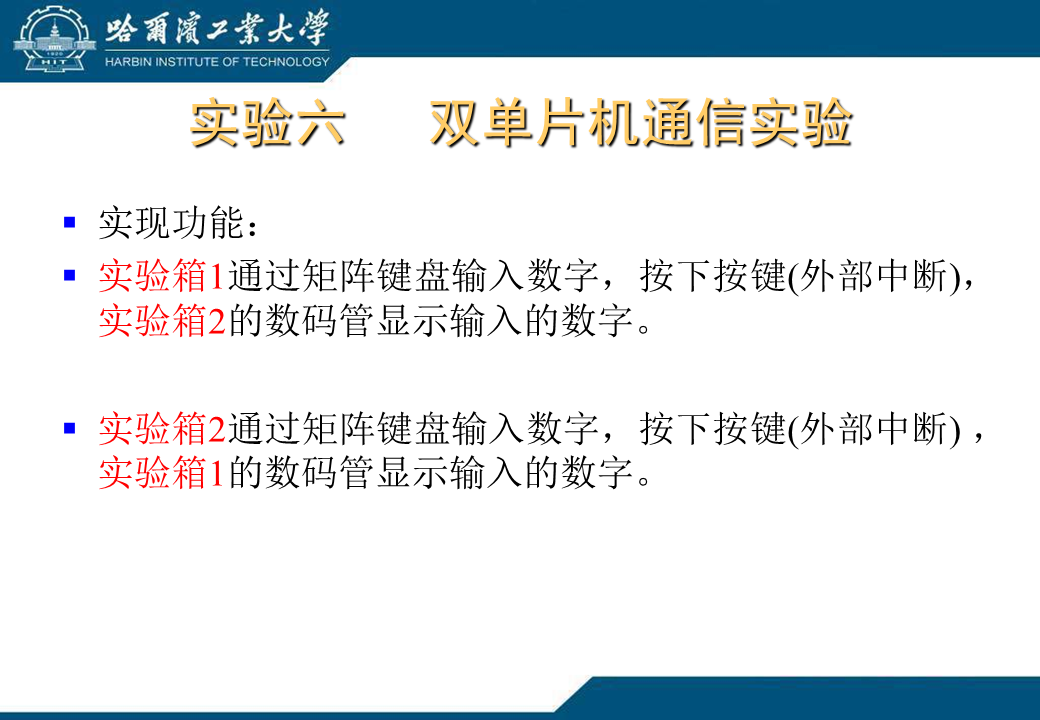 哈爾濱工業大學
HARBIN INSTITUTE OF TECHNOLOGY
HIT
实验六 双单片机通信实验
实现功能：
实验箱1通过矩阵键盘输入数字，按下按键(外部中断)，
实验箱2的数码管显示输入的数字。
实验箱2通过矩阵键盘输入数字，按下按键(外部中断) ，
实验箱1的数码管显示输入的数字。